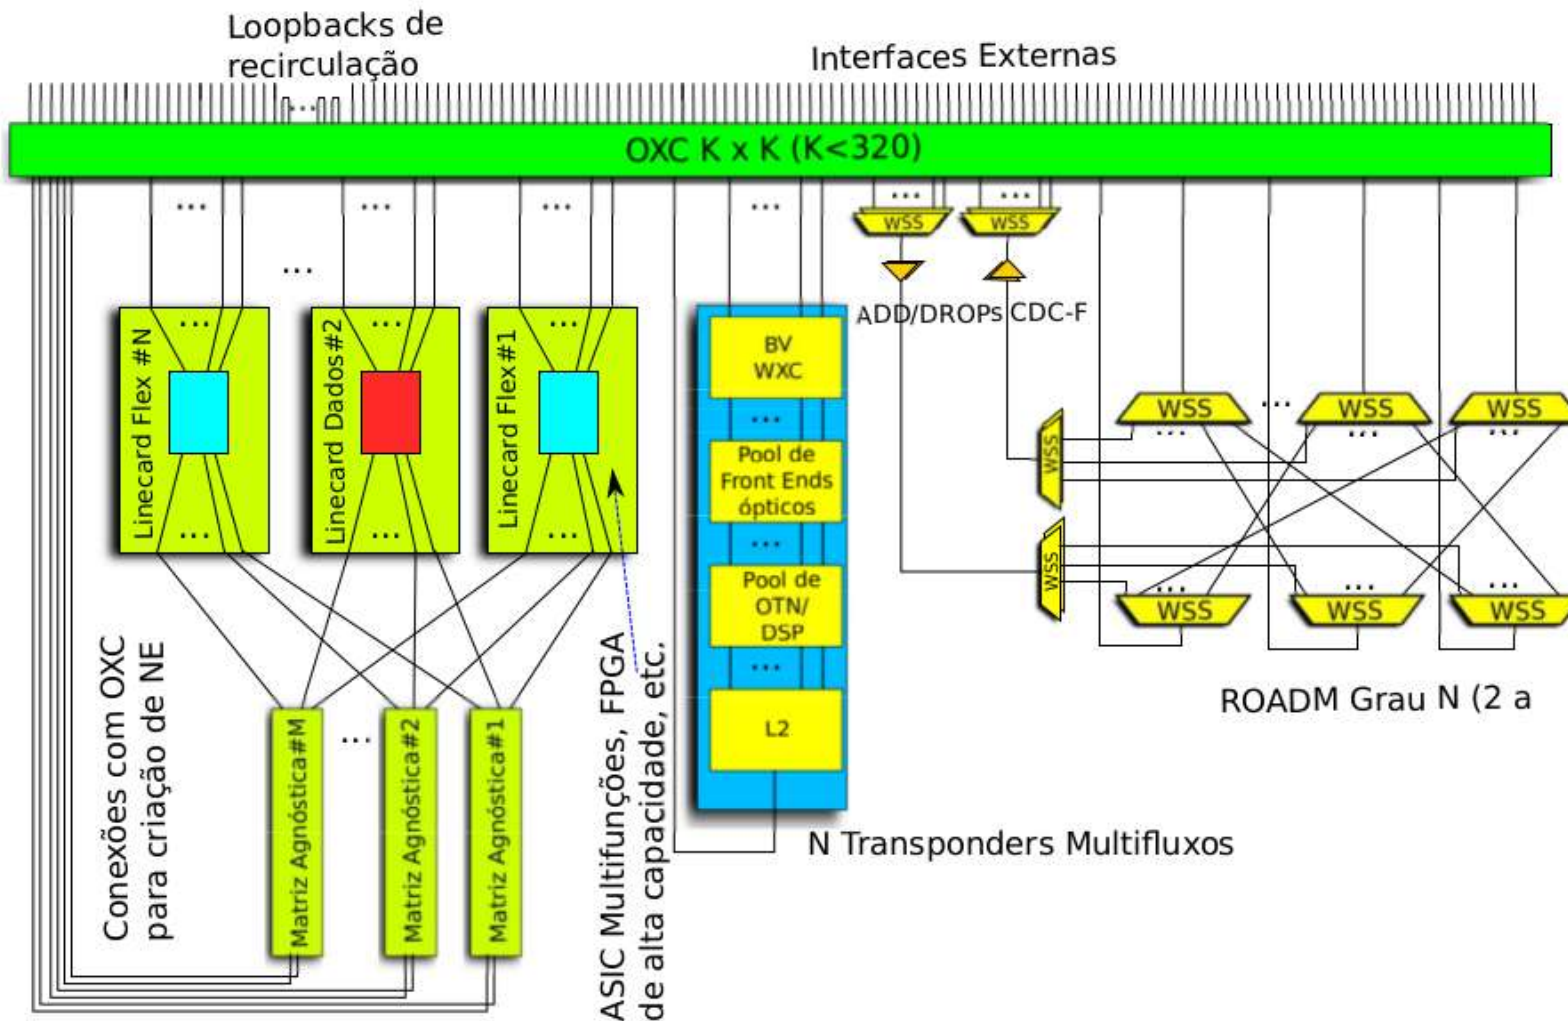 Loopbacks de
recirculação
Interfaces Externas
...
OXC K x K (K<320)
...
...
...
...
...
...
WSS
WSS
...
ADD/DROPs CDC-F
Linecard Flex #N
...
...
Linecard Dados#2
...
...
Linecard Flex#1
...
...
BV
WXC
...
Pool de
Front Ends
ópticos
...
Pool de
OTN/
DSP
...
L2
WSS
...
WSS
WSS
...
...
...
WSS
WSS
...
...
...
WSS
WSS
WSS
ROADM Grau N (2 a
Conexões com OXC
para criação de NE
Matriz Agnóstica#M
...
Matriz Agnóstica#2
Matriz Agnóstica#1
ASIC Multifunções, FPGA
de alta capacidade, etc.
N Transponders Multifluxos